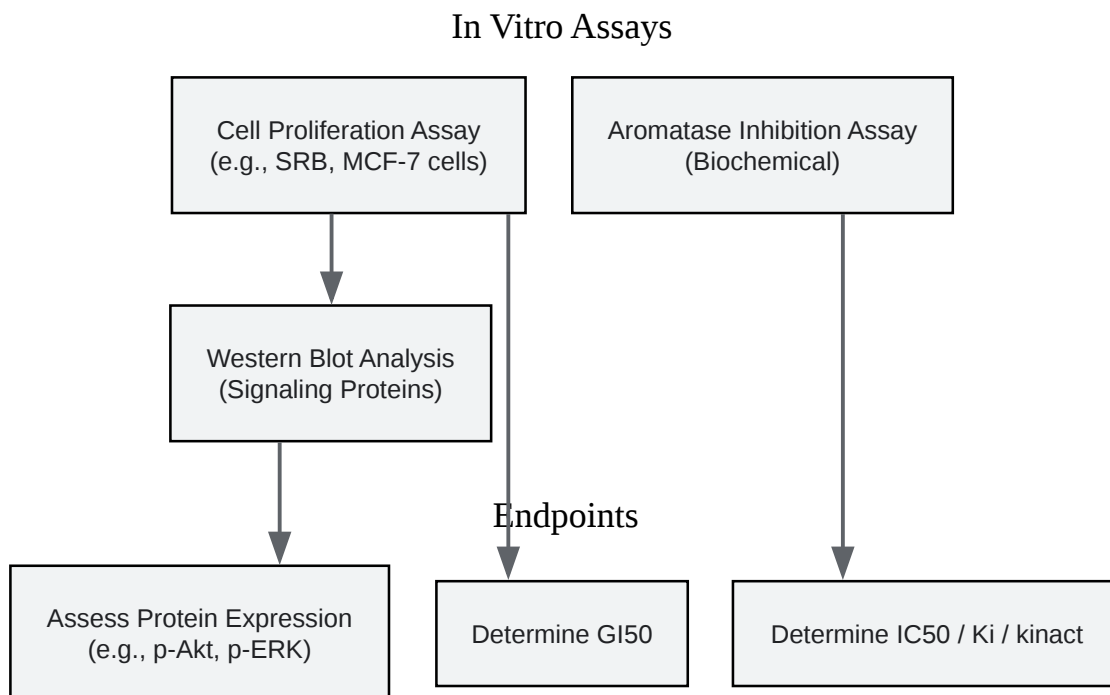 In Vitro Assays
Cell Proliferation Assay
(e.g., SRB, MCF-7 cells)
Aromatase Inhibition Assay
(Biochemical)
Western Blot Analysis
(Signaling Proteins)
Endpoints
Assess Protein Expression
(e.g., p-Akt, p-ERK)
Determine GI50
Determine IC50 / Ki / kinact